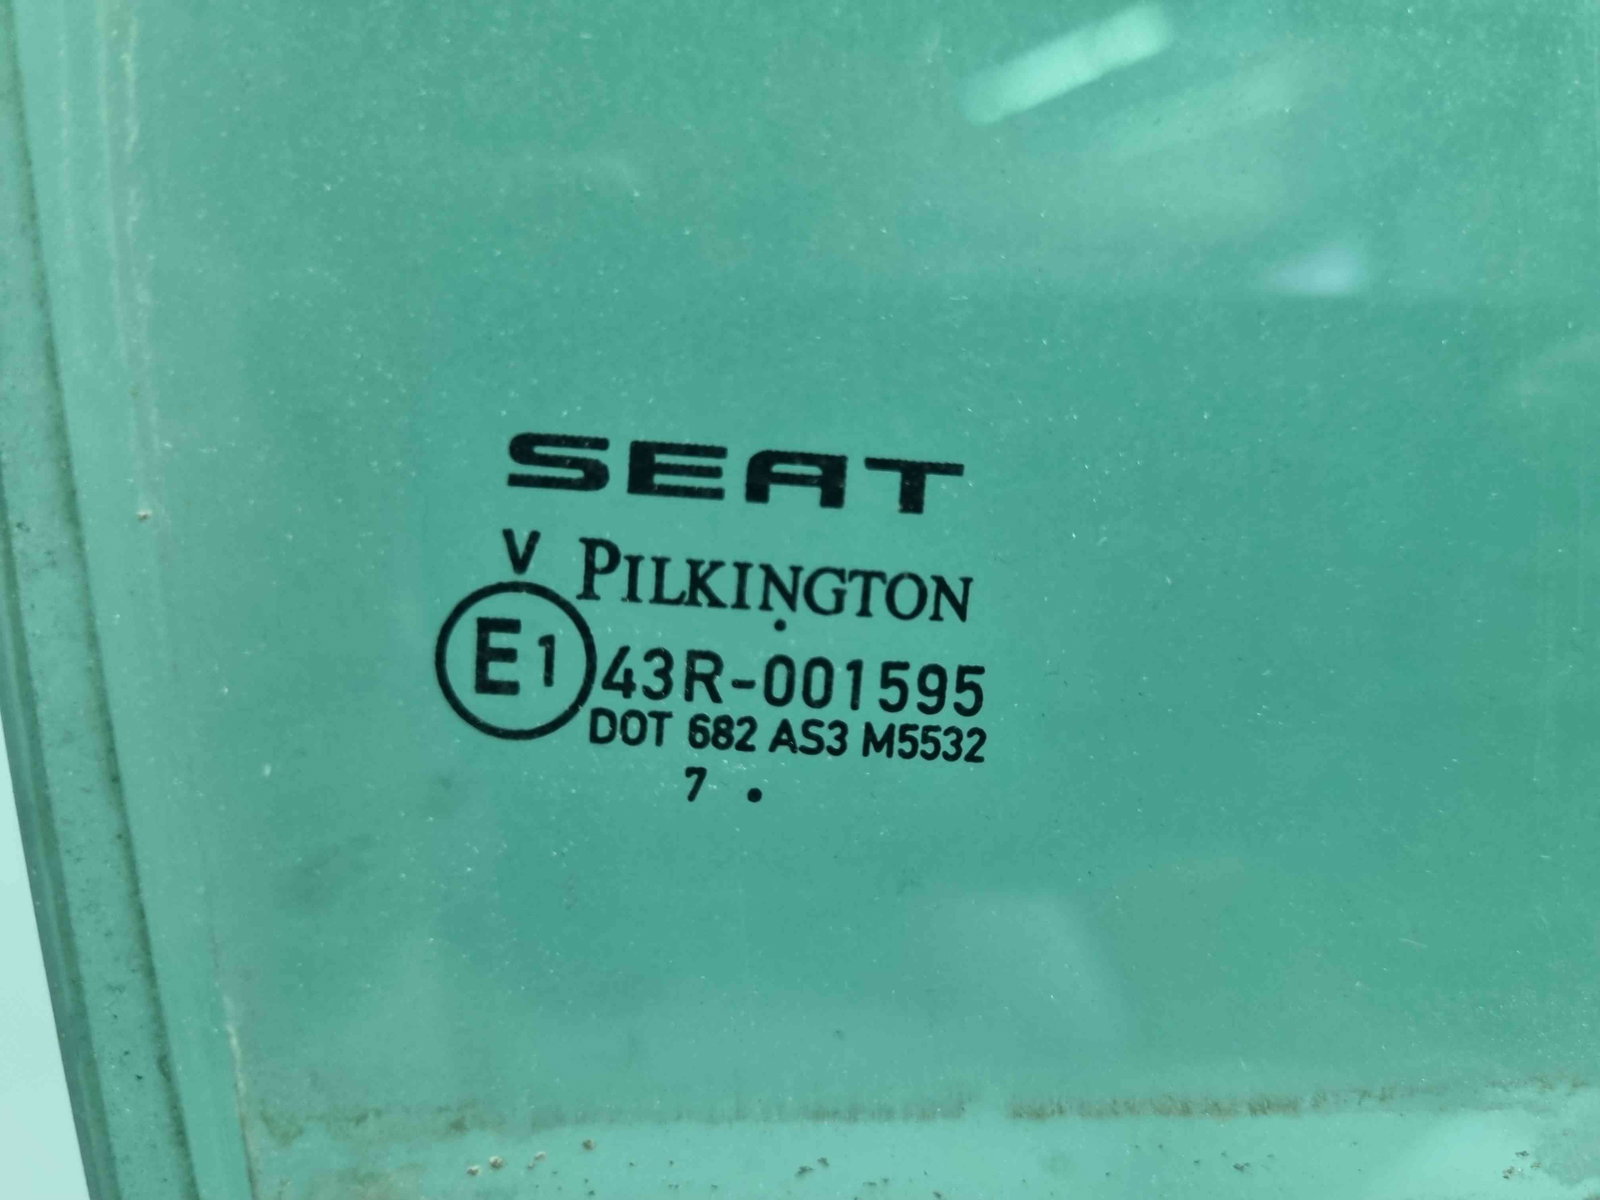 SEAT
V PILKINGTON
E1 43R-001595
DOT 682 AS3 M5532
7 .